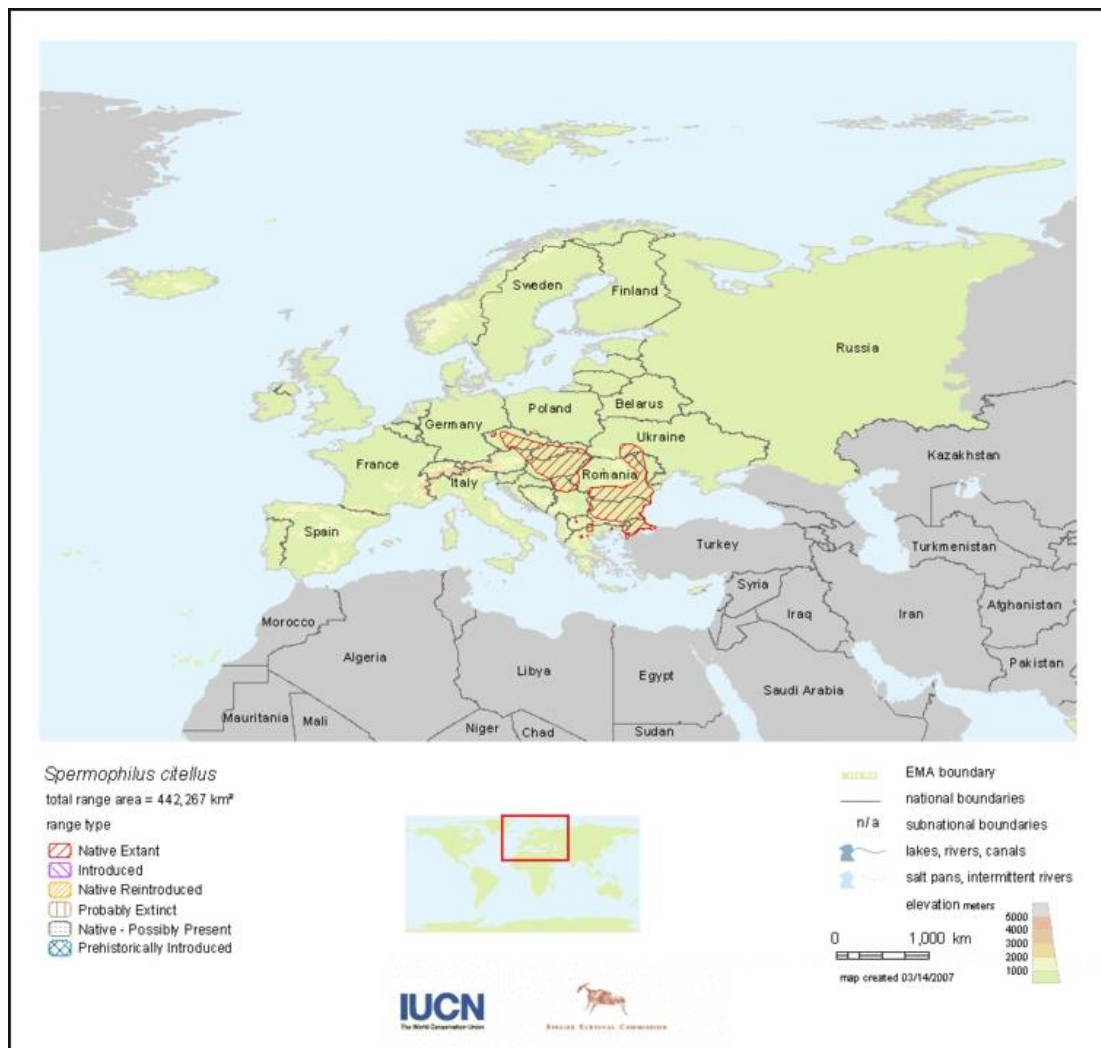 Sweden
Finland
Russia
Poland
Belarus
Germany
Ukraine
Kazakhstan
France
Romania
Italy
Spain
Turkey
Turkmenistan
Syria
Afghanistan
Iraq
Iran
Morocco
Pakistan
Algeria
Libya
Egypt
Saudi Arabia
Mauritania
Mali
Niger
Chad
Sudan
Spermophilus citellus
total range area = 442,267 km²
range type
Native Extant
Introduced
Native Reintroduced
Probably Extinct
Native - Possibly Present
Prehistorically Introduced
EMA boundary
national boundaries
n/a subnational boundaries
lakes, rivers, canals
salt pans, intermittent rivers
elevation meters
5000
4000
3000
2000
1000
0 1,000 km
map created 03/14/2007
IUCN
The World Conservation Union
Species Survival Commission